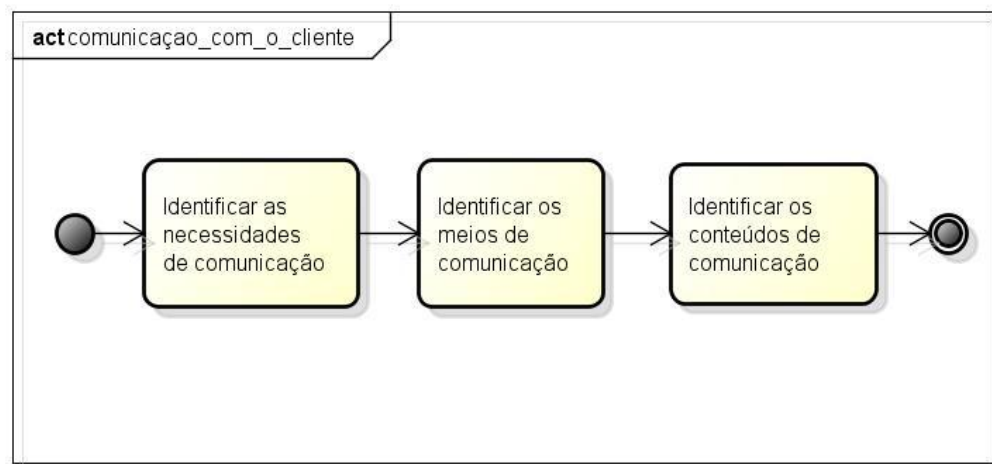 act comunicaçao_com_o_cliente
Identificar as
necessidades
de comunicação
Identificar os
meios de
comunicação
Identificar os
conteúdos de
comunicação